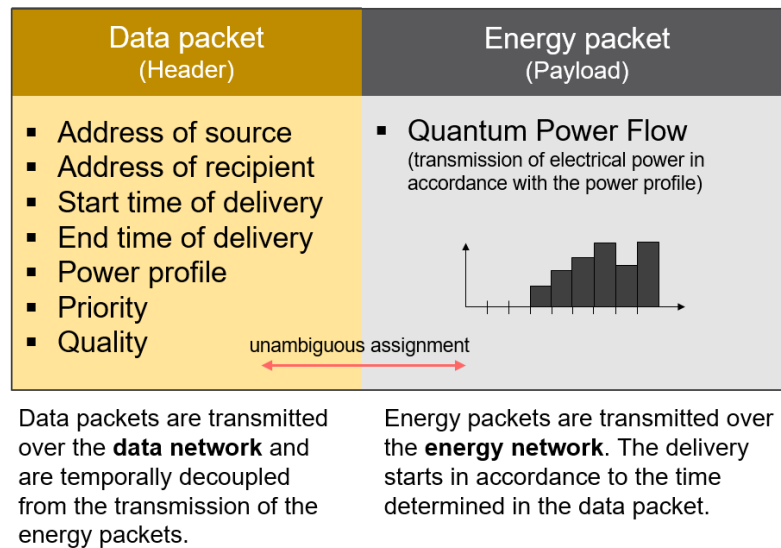 Data packet
(Header)
Energy packet
(Payload)
▪ Address of source
▪ Address of recipient
▪ Start time of delivery
▪ End time of delivery
▪ Power profile
▪ Priority
▪ Quality
▪ Quantum Power Flow
(transmission of electrical power in
accordance with the power profile)
unambiguous assignment
Data packets are transmitted
over the data network and
are temporally decoupled
from the transmission of the
energy packets.
Energy packets are transmitted over
the energy network. The delivery
starts in accordance to the time
determined in the data packet.